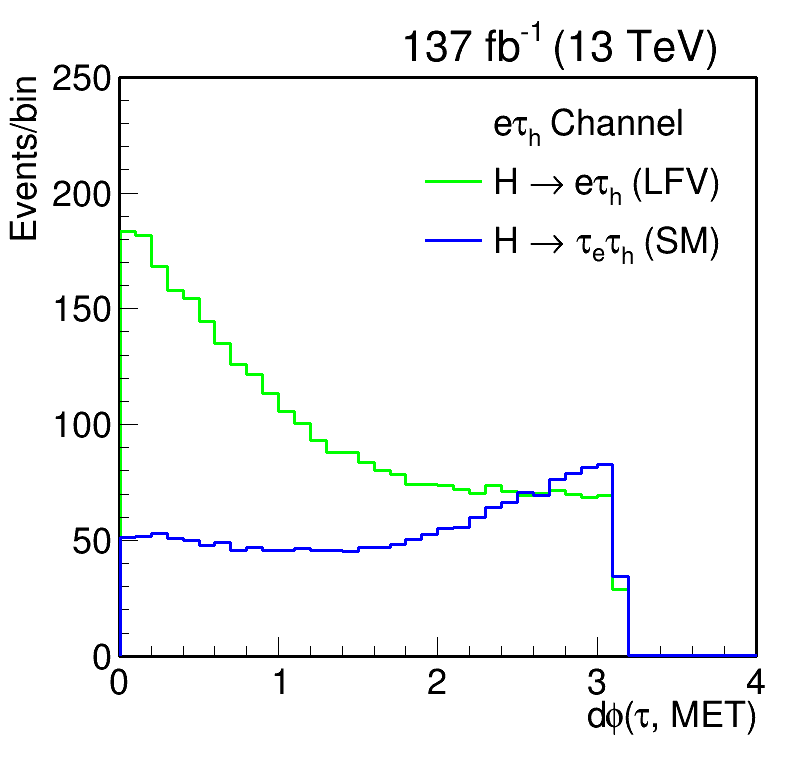 137 fb⁻¹ (13 TeV)
Events/bin
250
200
150
100
50
0
eτₕ Channel
H → eτₕ (LFV)
H → τₑτₕ (SM)
0 1 2 3 4
dϕ(τ, MET)